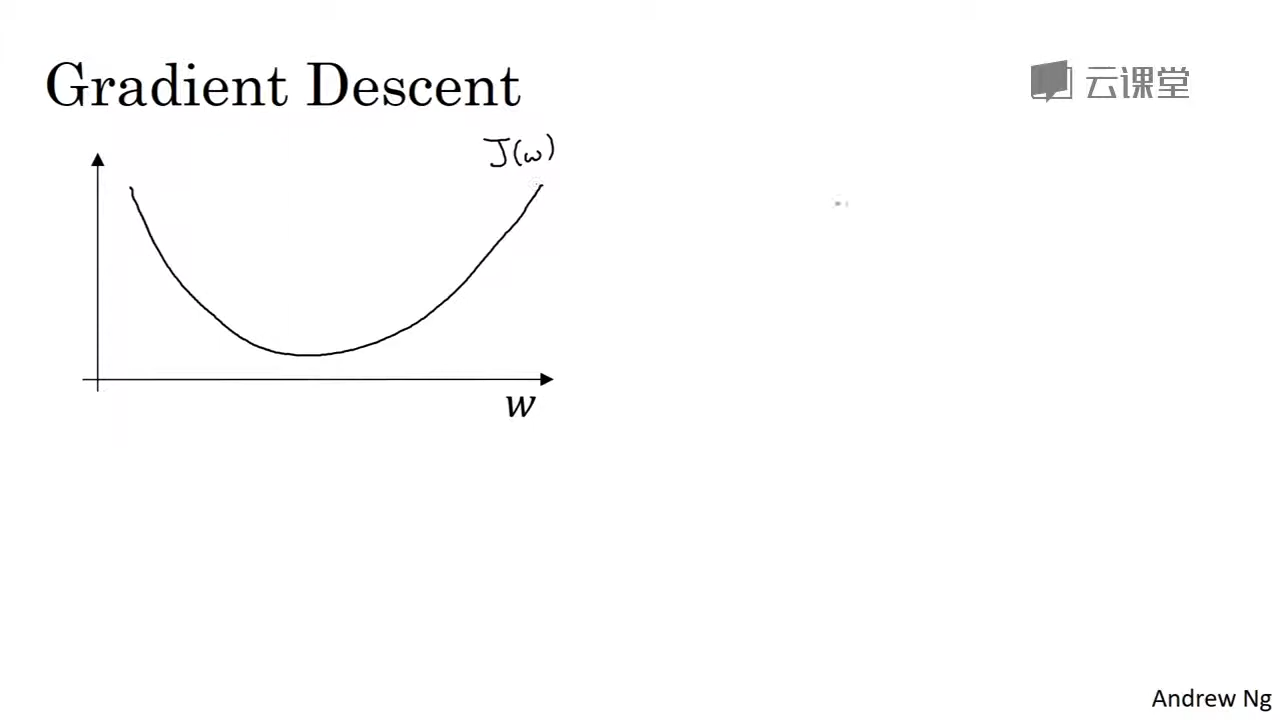 Gradient Descent
云课堂
J(w)
w
Andrew Ng